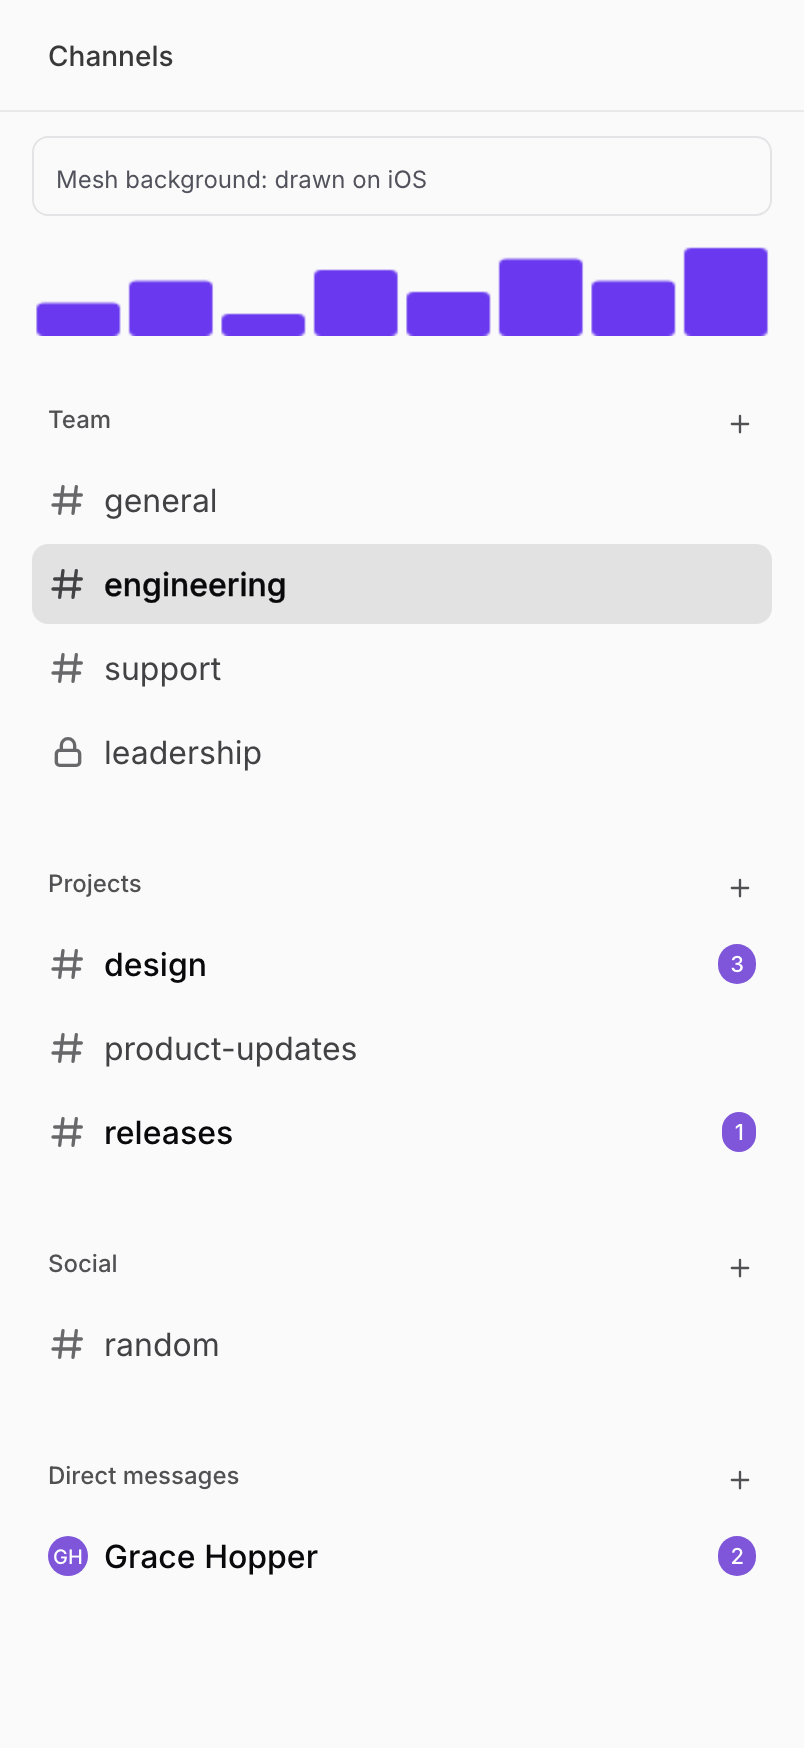 Channels
Mesh background: drawn on iOS
Team
general
engineering
support
leadership
Projects
design 3
product-updates
releases 1
Social
random
Direct messages
GH Grace Hopper 2